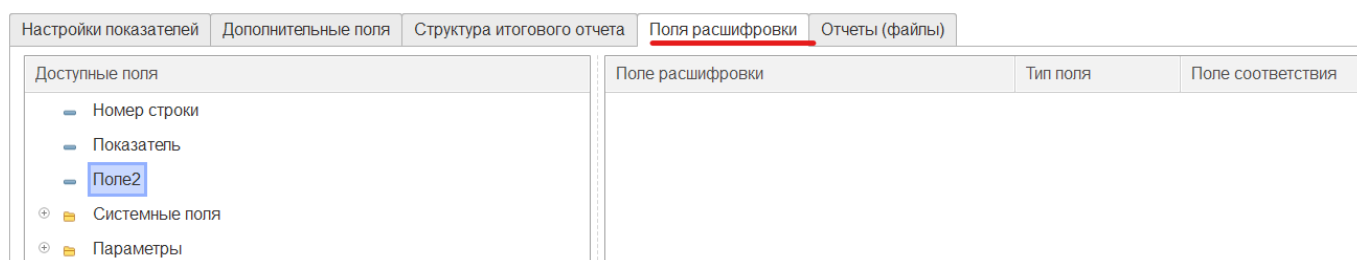 Настройки показателей Дополнительные поля Структура итогового отчета Поля расшифровки Отчеты (файлы)
Доступные поля Поле расшифровки Тип поля Поле соответствия
Номер строки
Показатель
Поле2
Системные поля
Параметры